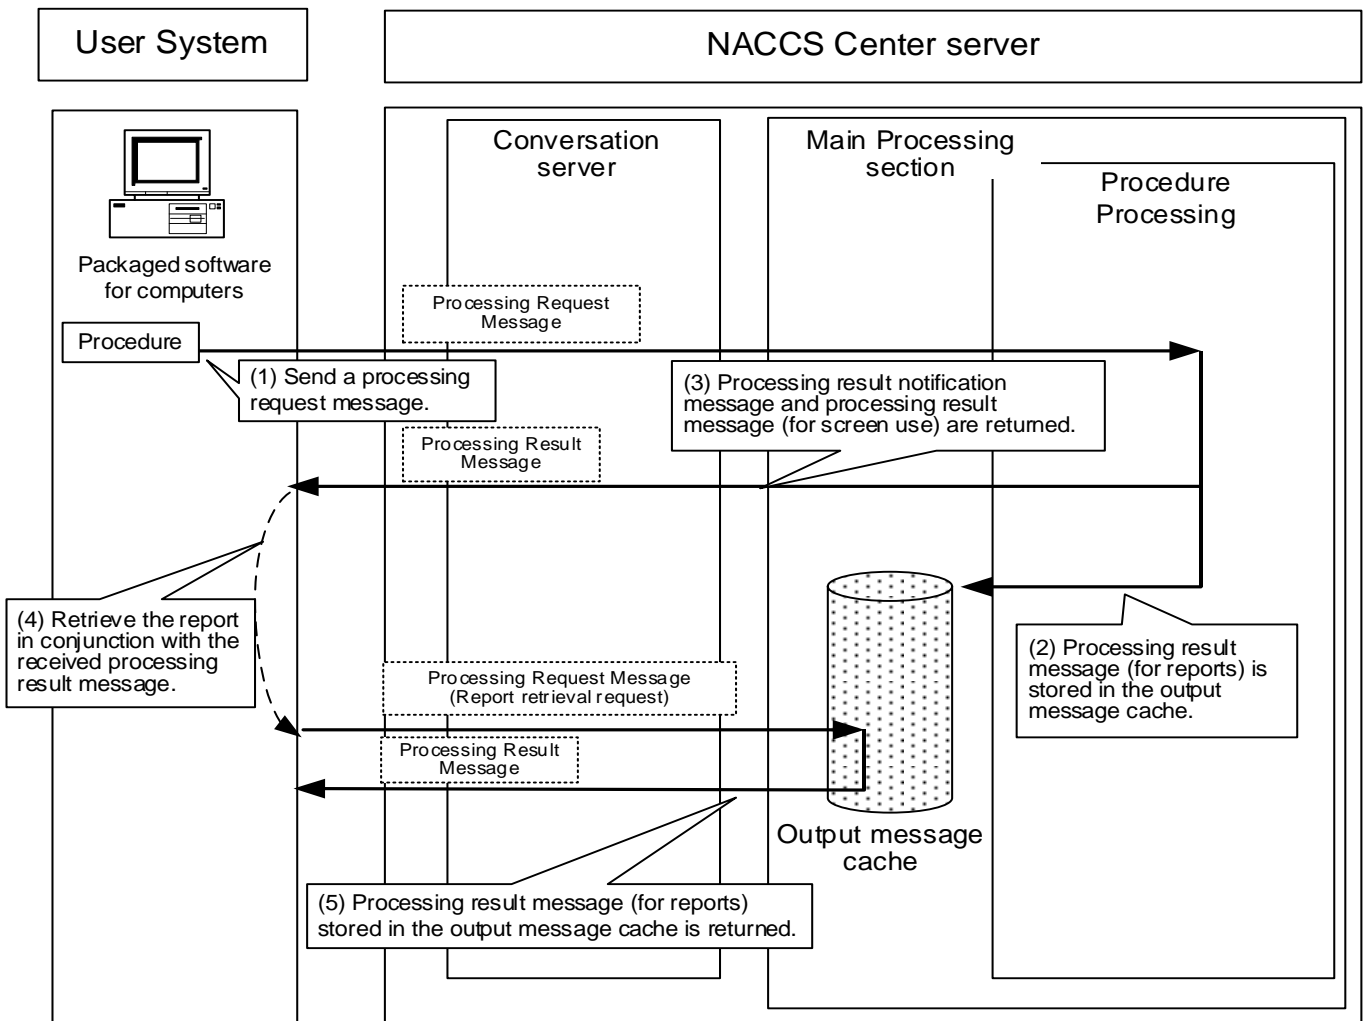 User System
NACCS Center server
Conversation
server
Main Processing
section
Procedure
Processing
Packaged software
for computers
Processing Request
Message
Procedure
(1) Send a processing
request message.
(3) Processing result notification
message and processing result
message (for screen use) are returned.
Processing Result
Message
(4) Retrieve the report
in conjunction with the
received processing
result message.
(2) Processing result
message (for reports) is
stored in the output
message cache.
Processing Request Message
(Report retrieval request)
Processing Result
Message
Output message
cache
(5) Processing result message (for reports)
stored in the output message cache is returned.